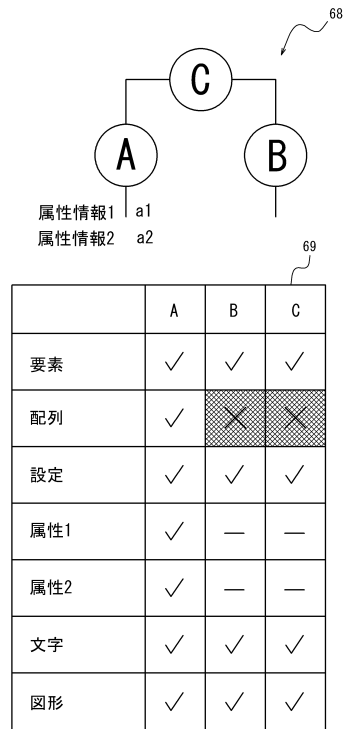 68
C
A
B
属性情報1 a1
属性情報2 a2
69
A B C
要素 ✓ ✓ ✓
配列 ✓ × ×
設定 ✓ ✓ ✓
属性1 ✓ — —
属性2 ✓ — —
文字 ✓ ✓ ✓
図形 ✓ ✓ ✓